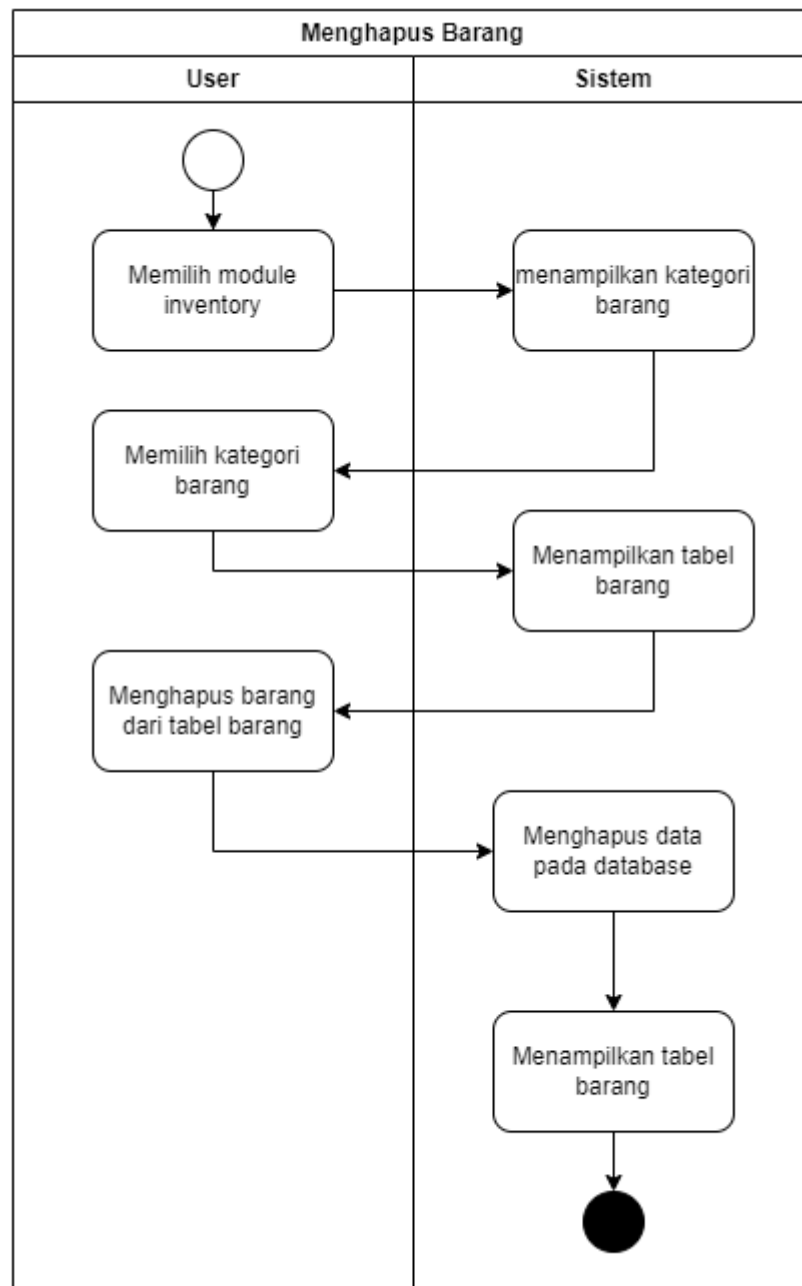 Menghapus Barang
User
Sistem
Memilih module
inventory
menampilkan kategori
barang
Memilih kategori
barang
Menampilkan tabel
barang
Menghapus barang
dari tabel barang
Menghapus data
pada database
Menampilkan tabel
barang